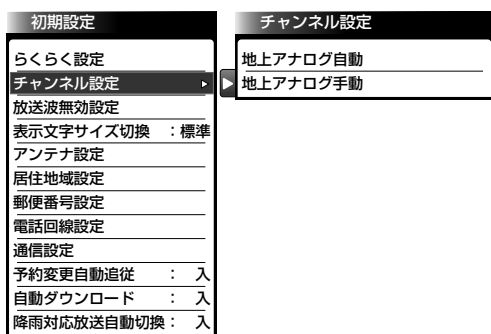 初期設定
らくらく設定
チャンネル設定
放送波無効設定
表示文字サイズ切換 ：標準
アンテナ設定
居住地域設定
郵便番号設定
電話回線設定
通信設定
予約変更自動追従 ： 入
自動ダウンロード ： 入
降雨対応放送自動切換： 入
チャンネル設定
地上アナログ自動
地上アナログ手動